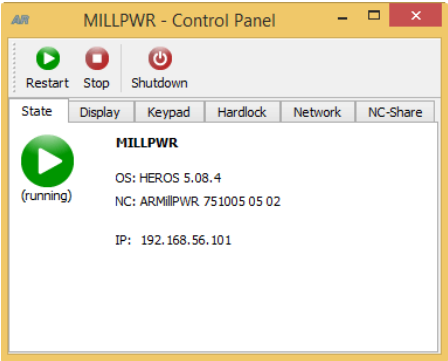 AR MILLPWR - Control Panel
Restart Stop Shutdown
State Display Keypad Hardlock Network NC-Share
MILLPWR
OS: HEROS 5.08.4
(running)
NC: ARMillPWR 751005 05 02
IP: 192.168.56.101